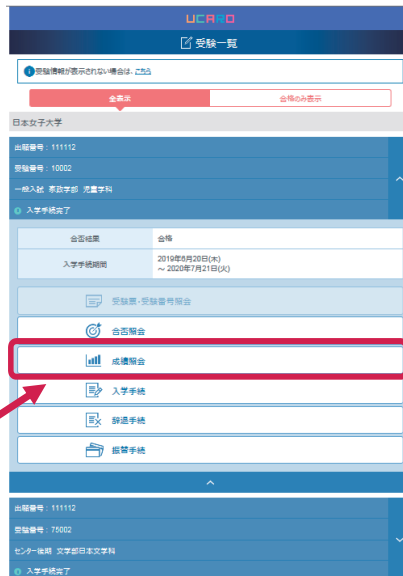 UCARO
受験一覧
受験情報が表示されない場合は、こちら
全表示
合格のみ表示
日本女子大学
出願番号：111112
受験番号：10002
一般入試 家政学部 児童学科
入学手続完了
合否結果 合格
入学手続期間 2019年6月20日(木)
～ 2020年7月21日(火)
受験票・受験番号照会
合否照会
成績照会
入学手続
辞退手続
振替手続
出願番号：111112
受験番号：75002
センター後期 文学部日本文学科
入学手続完了